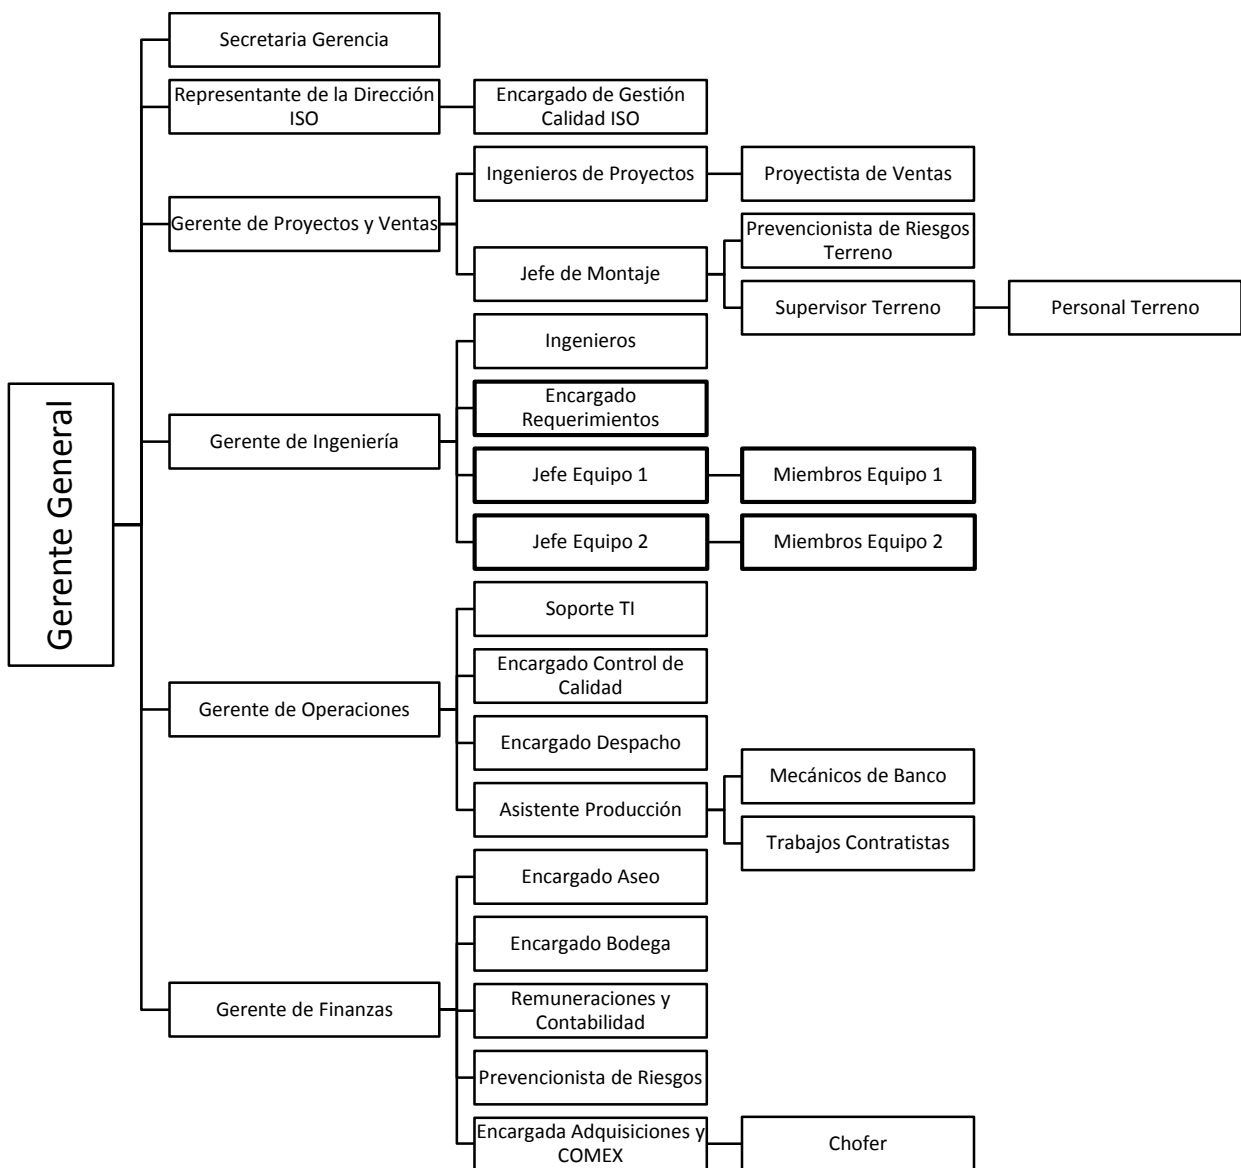 Secretaria Gerencia
Representante de la Dirección
ISO
Encargado de Gestión
Calidad ISO
Ingenieros de Proyectos
Proyectista de Ventas
Gerente de Proyectos y Ventas
Prevencionista de Riesgos
Terreno
Jefe de Montaje
Supervisor Terreno
Personal Terreno
Ingenieros
Encargado
Requerimientos
Gerente General
Gerente de Ingeniería
Jefe Equipo 1
Miembros Equipo 1
Jefe Equipo 2
Miembros Equipo 2
Soporte TI
Encargado Control de
Calidad
Gerente de Operaciones
Encargado Despacho
Mecánicos de Banco
Asistente Producción
Trabajos Contratistas
Encargado Aseo
Encargado Bodega
Gerente de Finanzas
Remuneraciones y
Contabilidad
Prevencionista de Riesgos
Encargada Adquisiciones y
COMEX
Chofer